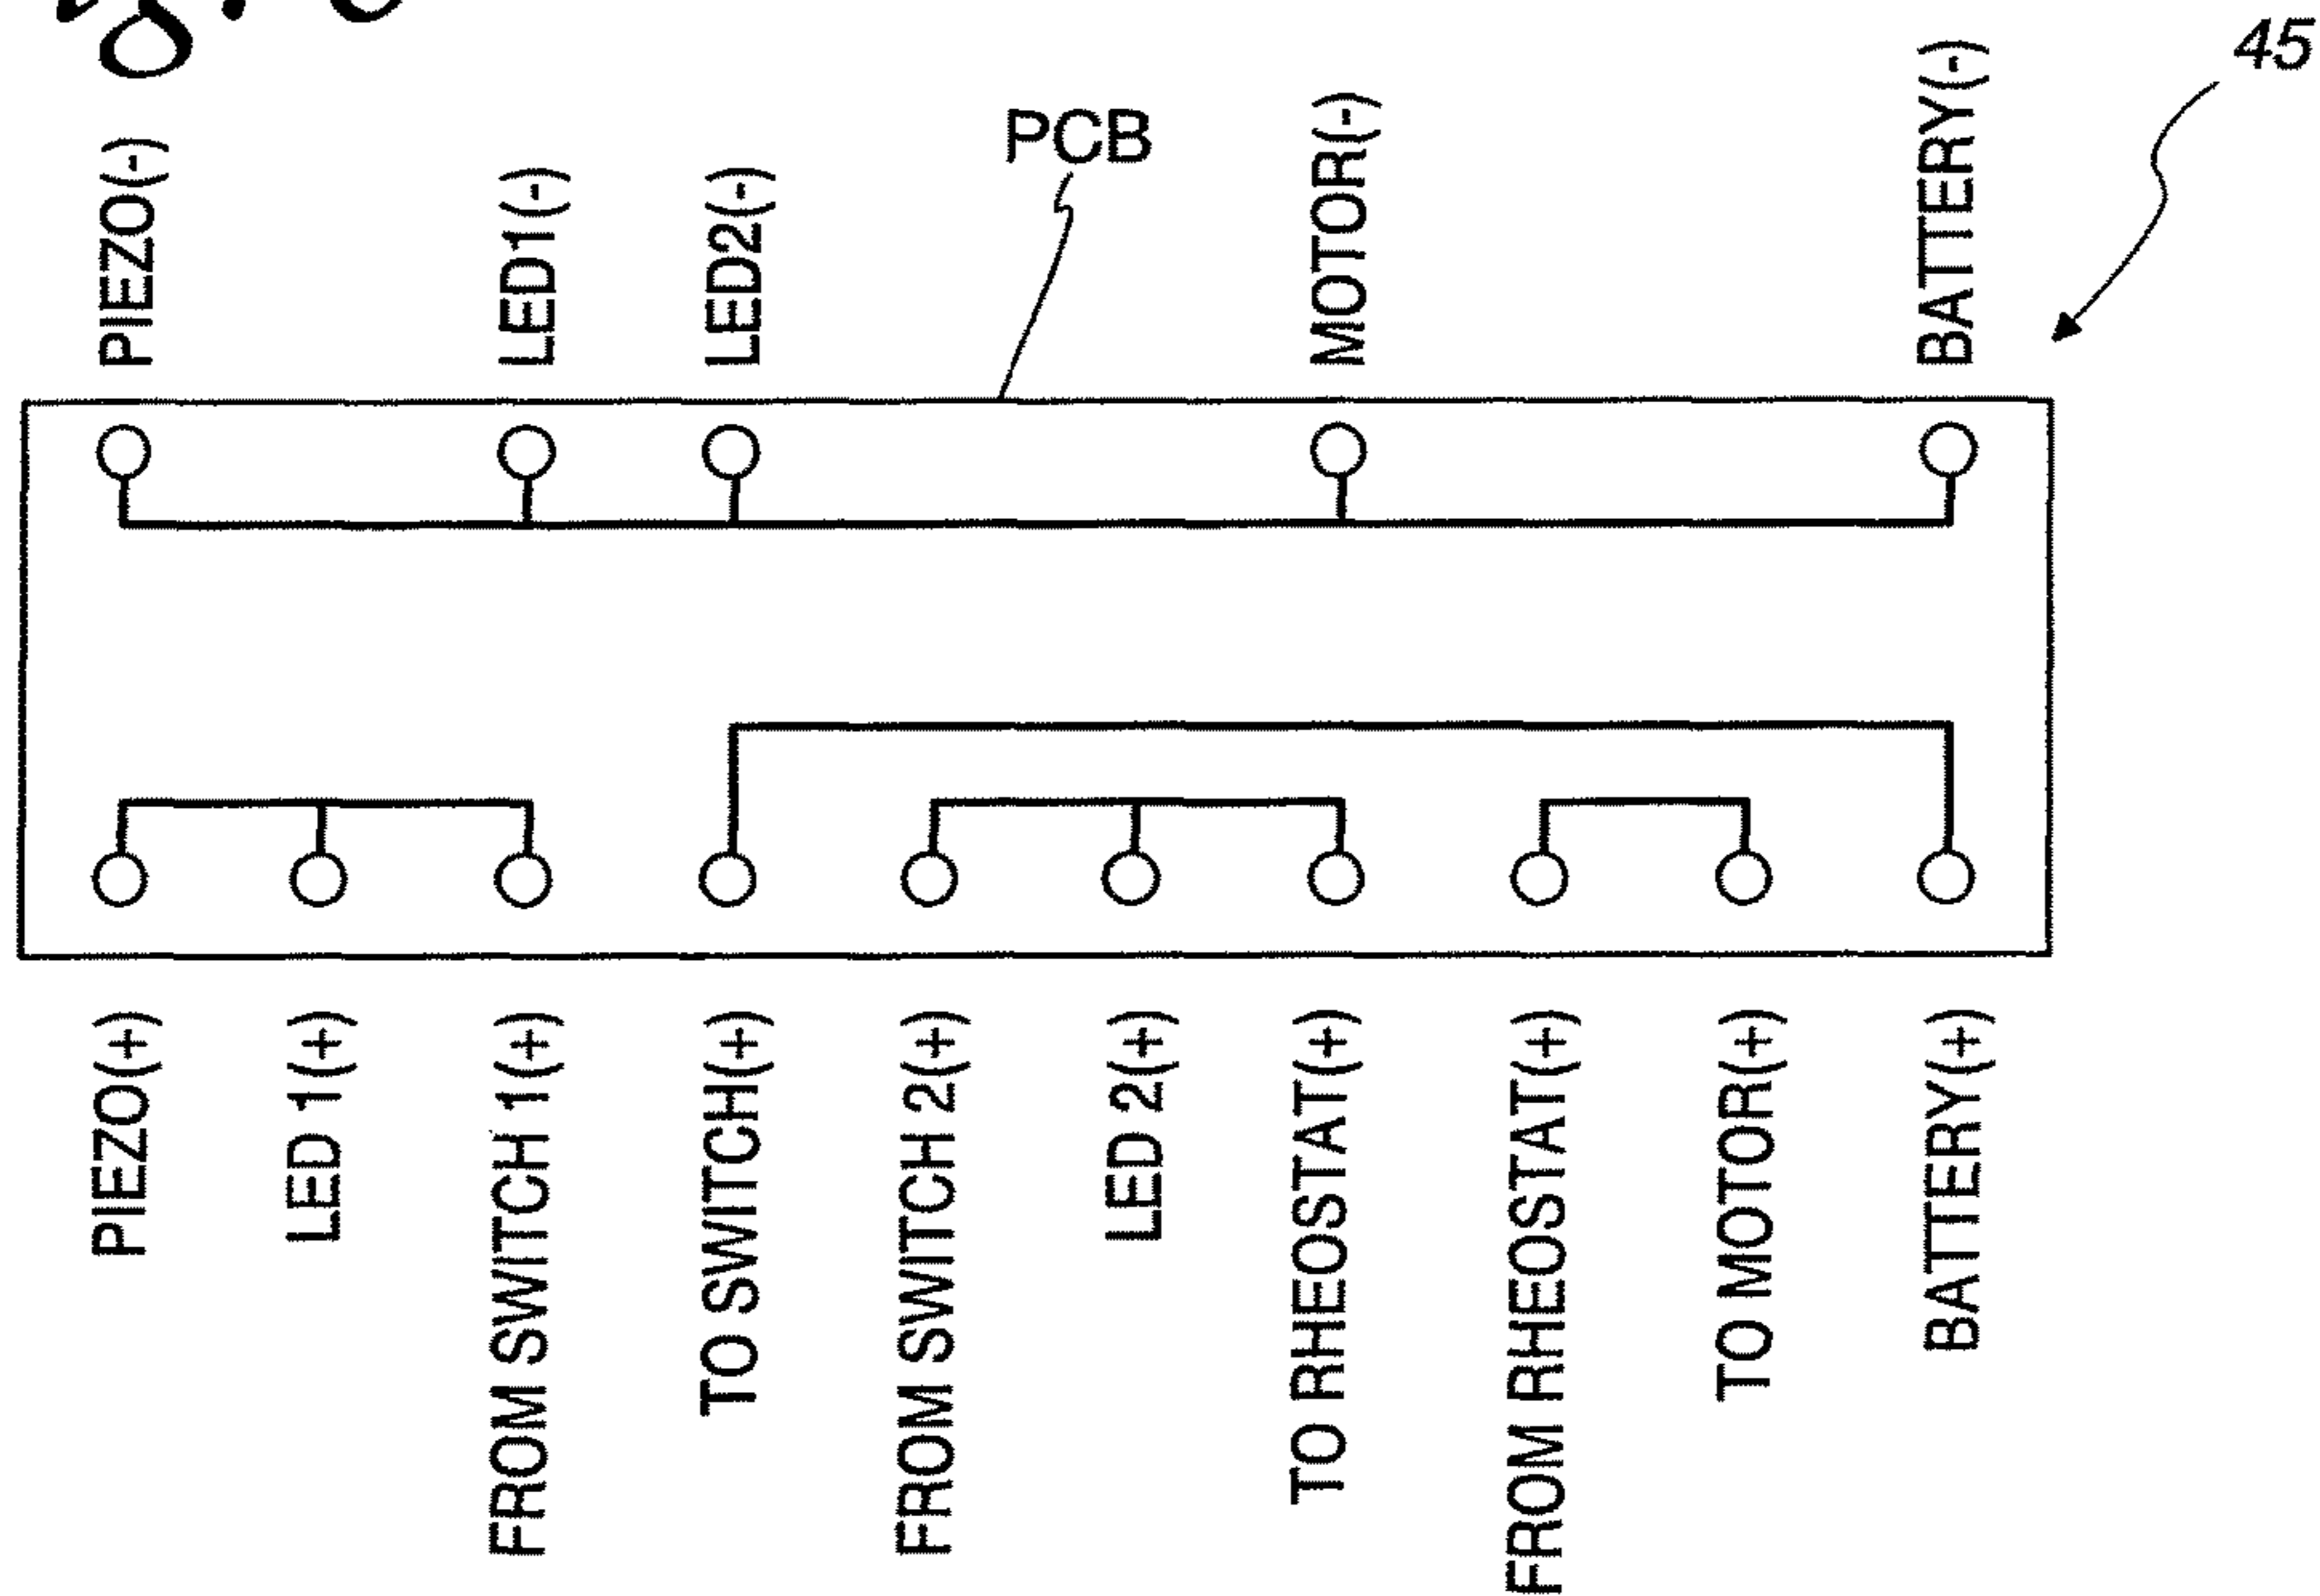 45
PCB
PIEZO(-)
LED1(-)
LED2(-)
MOTOR(-)
BATTERY(-)
PIEZO(+)
LED 1(+)
FROM SWITCH 1(+)
TO SWITCH(+)
FROM SWITCH 2(+)
LED 2(+)
TO RHEOSTAT(+)
FROM RHEOSTAT(+)
TO MOTOR(+)
BATTERY(+)